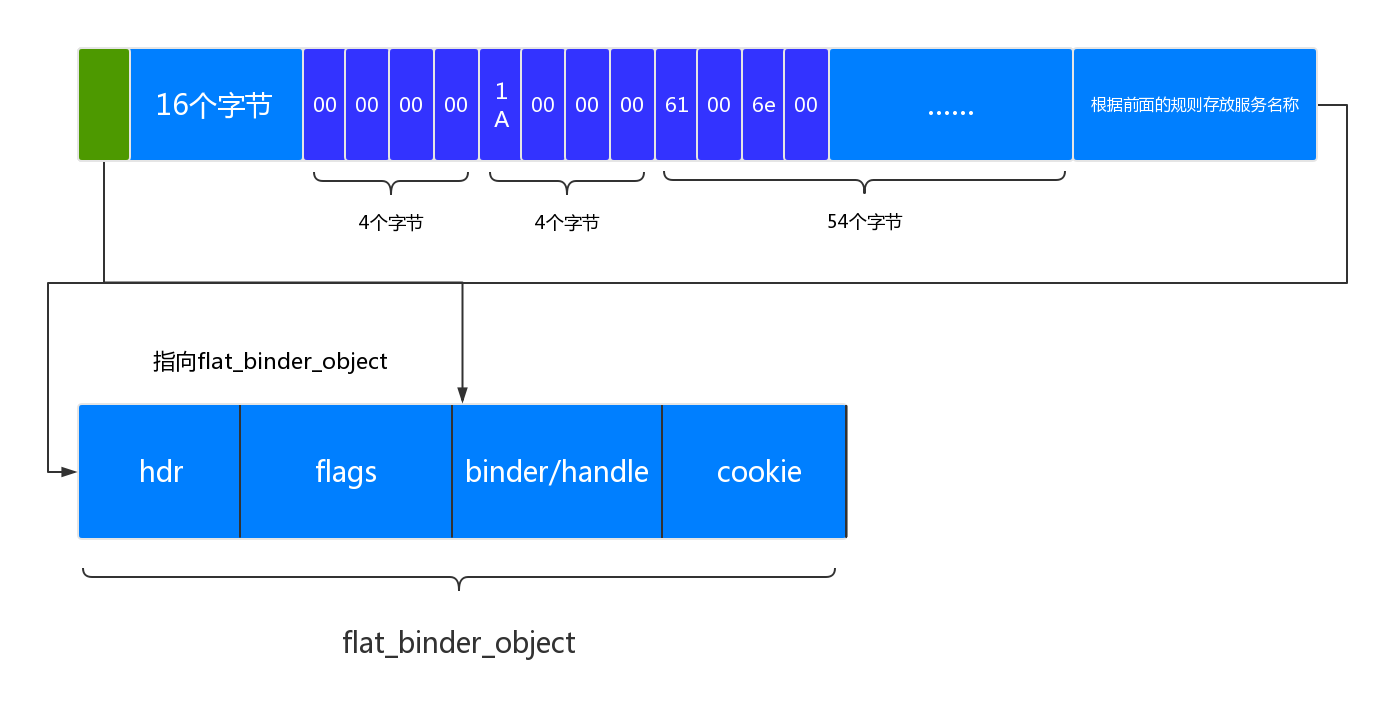 16个字节
00
00
00
00
1
A
00
00
00
61
00
6e
00
......
根据前面的规则存放服务名称
4个字节
4个字节
54个字节
指向flat_binder_object
hdr
flags
binder/handle
cookie
flat_binder_object